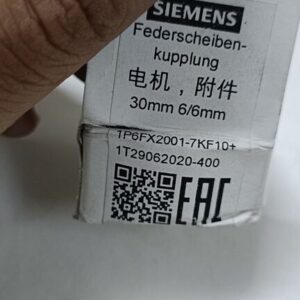 SIEMENS
Federscheiben-
kupplung
电机，附件
30mm 6/6mm
1P6FX2001-7KF10+
1T29062020-400
EAC